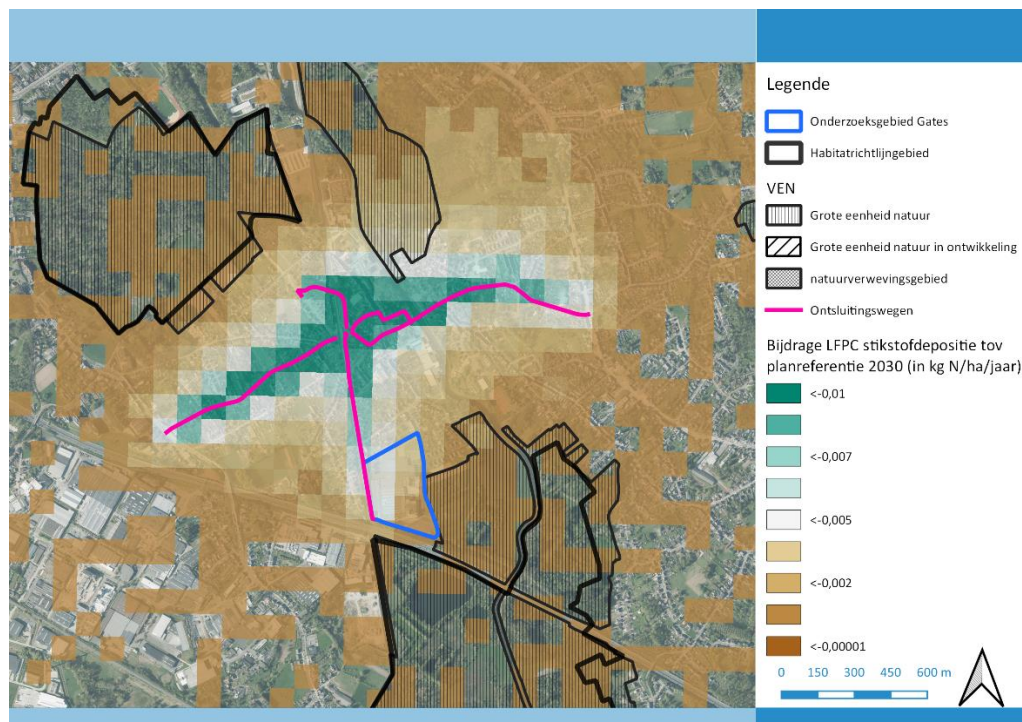 Legende
Onderzoeksgebied Gates
Habitatrichtlijngebied
VEN
Grote eenheid natuur
Grote eenheid natuur in ontwikkeling
natuurverwevingsgebied
Ontsluitingswegen
Bijdrage LFPC stikstofdepositie tov
planreferentie 2030 (in kg N/ha/jaar)
<-0,01
<-0,007
<-0,005
<-0,002
<-0,00001
0 150 300 450 600 m